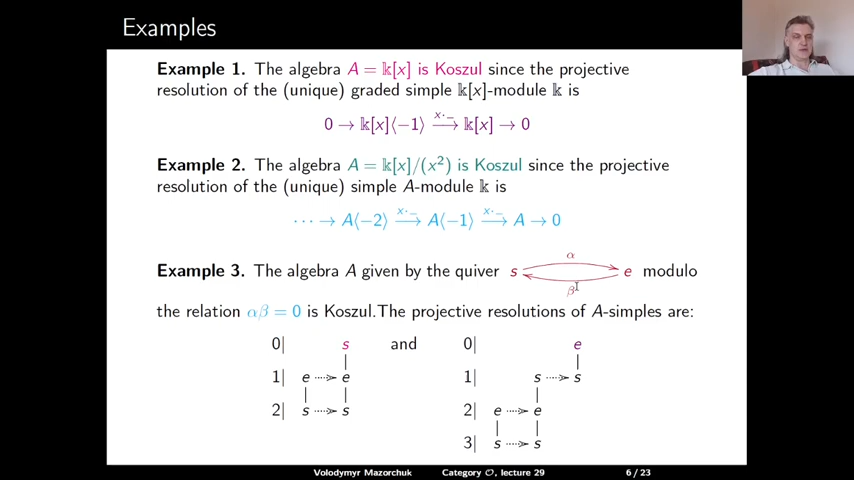 Examples
Example 1. The algebra A = 𝕜[x] is Koszul since the projective
resolution of the (unique) graded simple 𝕜[x]-module 𝕜 is
0 → 𝕜[x]⟨−1⟩ —x·_→ 𝕜[x] → 0
Example 2. The algebra A = 𝕜[x]/(x²) is Koszul since the projective
resolution of the (unique) simple A-module 𝕜 is
··· → A⟨−2⟩ —x·_→ A⟨−1⟩ —x·_→ A → 0
α
Example 3. The algebra A given by the quiver s e modulo
β
the relation αβ = 0 is Koszul.The projective resolutions of A-simples are:
0| s and 0| e
1| e ····> e 1| s ····> s
2| s ····> s 2| e ····> e
3| s ····> s
Volodymyr Mazorchuk Category 𝒪, lecture 29 6 / 23